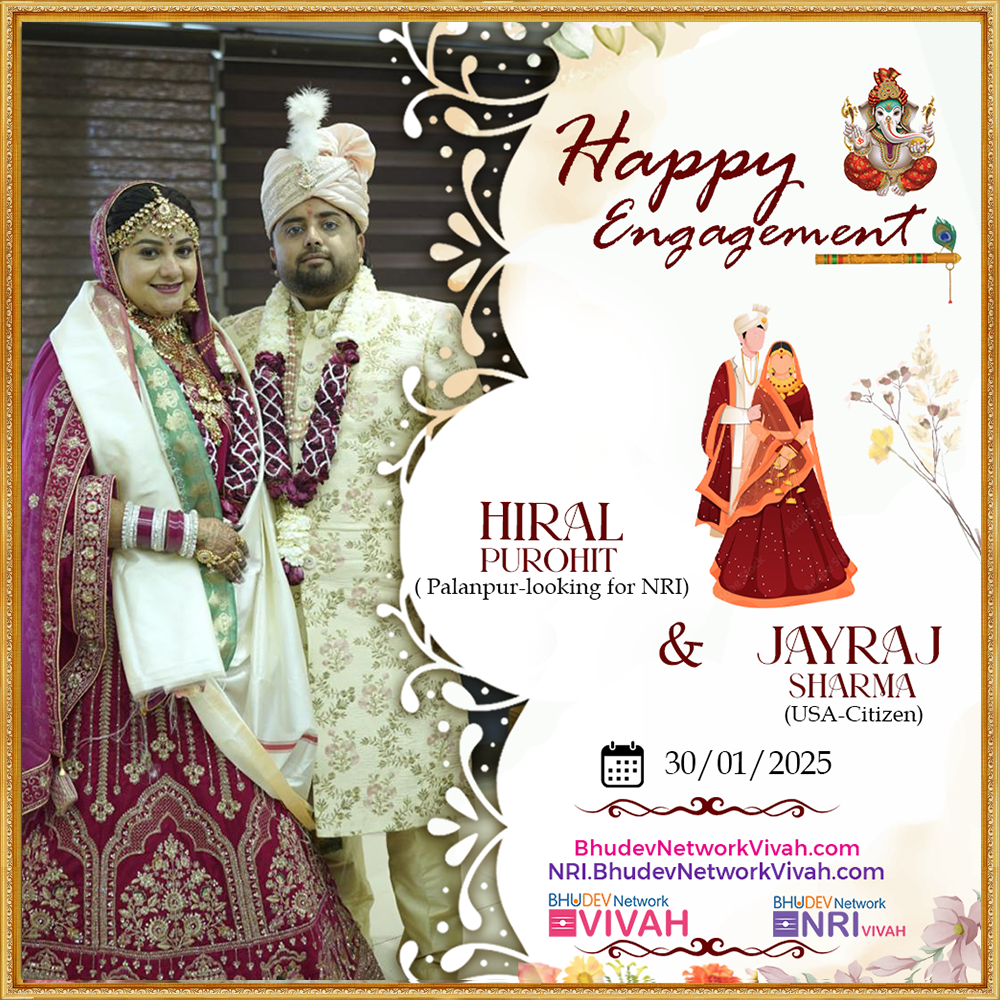 Happy
Engagement
HIRAL
PUROHIT
( Palanpur-looking for NRI)
& JAYRAJ
SHARMA
(USA-Citizen)
30/01/2025
BhudevNetworkVivah.com
NRI.BhudevNetworkVivah.com
BHUDEV Network
VIVAH
BHUDEV Network
NRI VIVAH